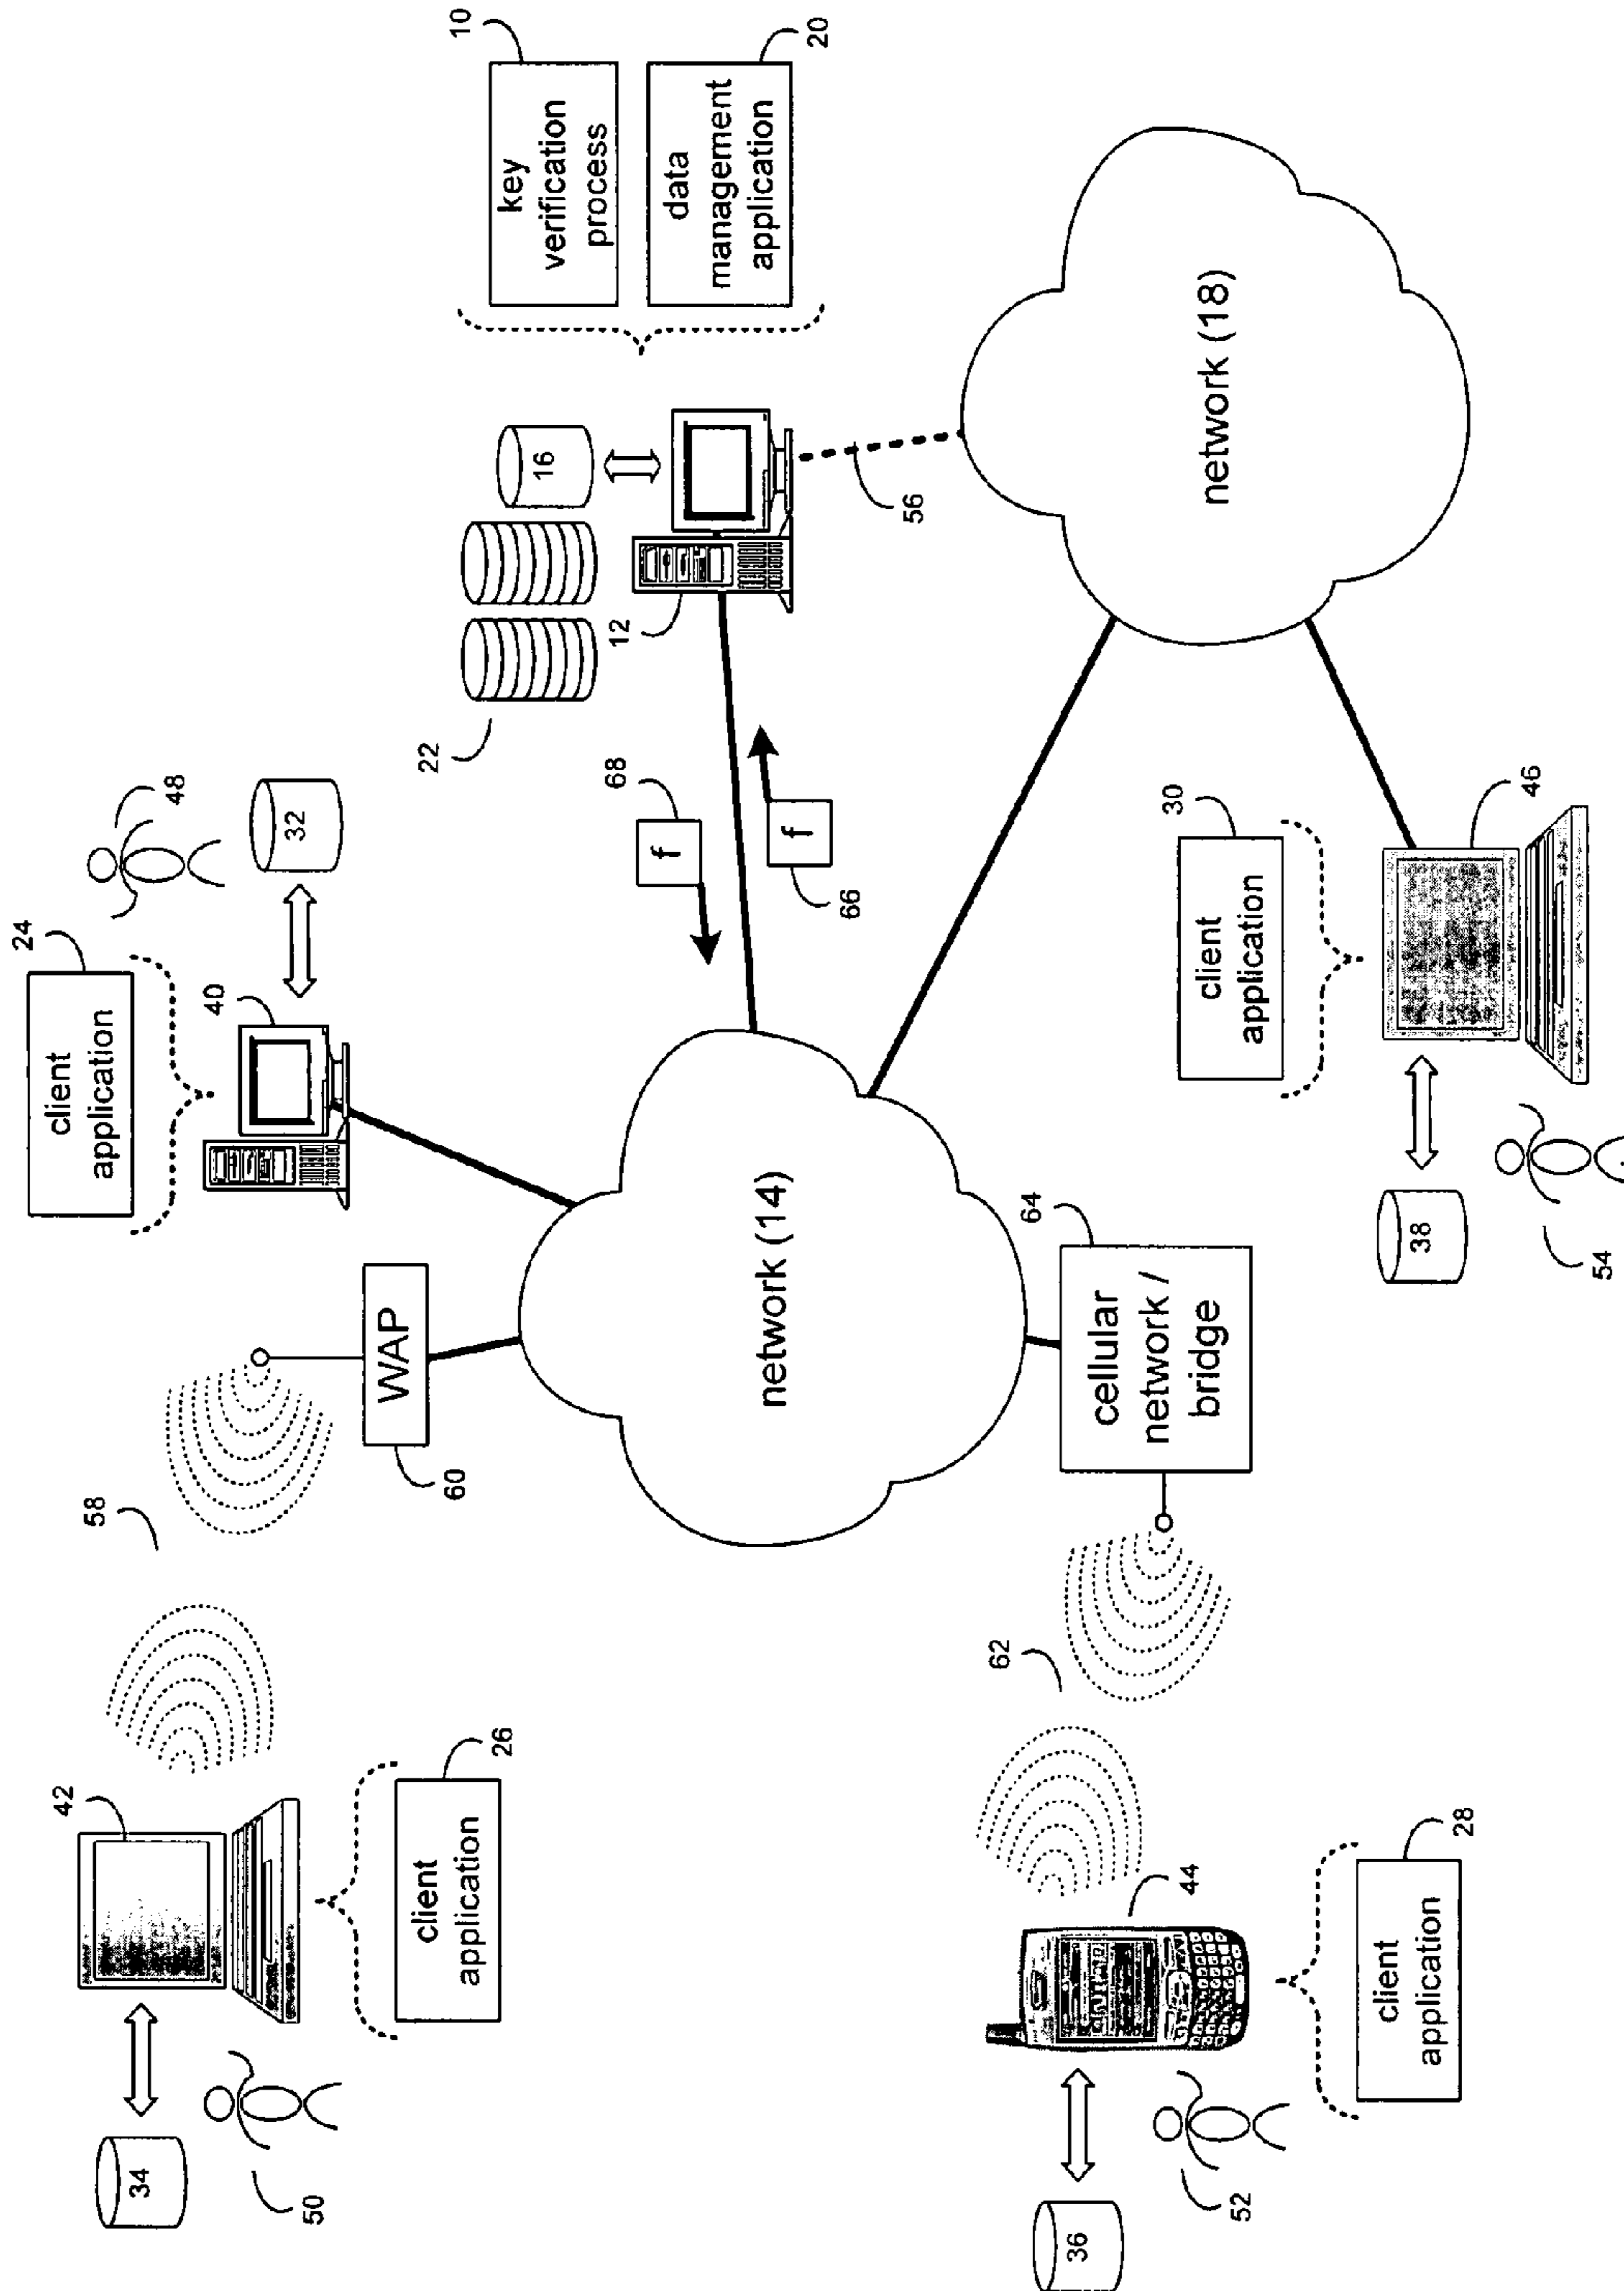 42
34
50
client
application
26
58
WAP
60
client
application
24
40
48
32
22
12
16
key
verification
process
10
data
management
application
20
f
68
f
66
56
network (14)
network (18)
36
52
44
client
application
28
62
cellular
network /
bridge
64
38
54
client
application
30
46